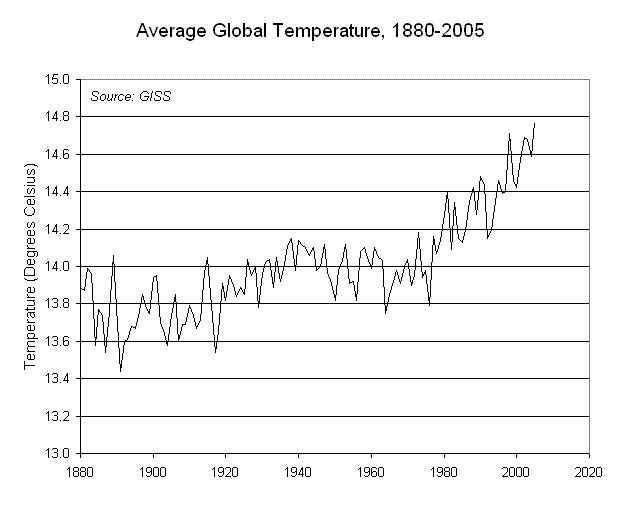 Average Global Temperature, 1880-2005
Source: GISS
Temperature (Degrees Celsius)
15.0
14.8
14.6
14.4
14.2
14.0
13.8
13.6
13.4
13.2
13.0
1880 1900 1920 1940 1960 1980 2000 2020